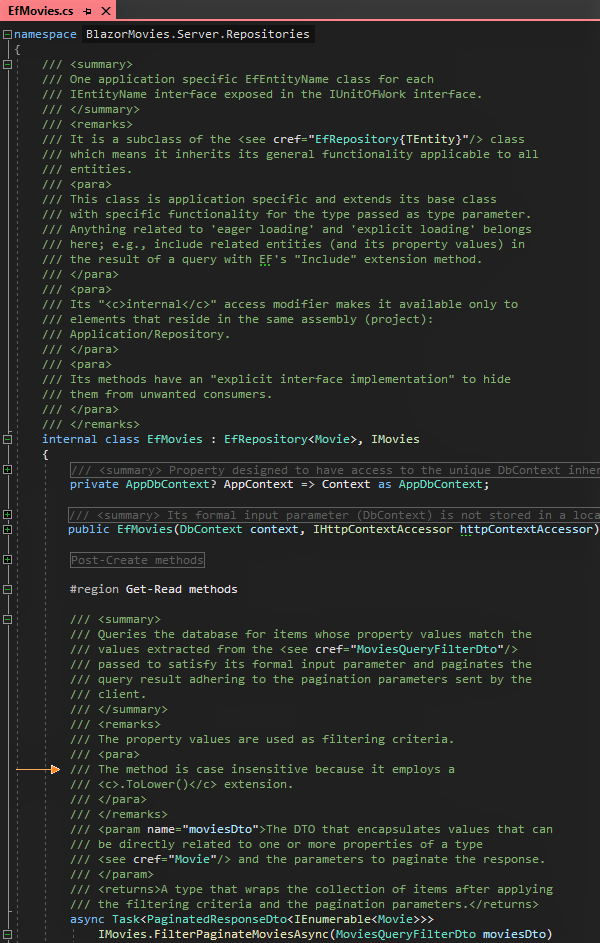 EfMovies.cs
namespace BlazorMovies.Server.Repositories
{
/// <summary>
/// One application specific EfEntityName class for each
/// IEntityName interface exposed in the IUnitOfWork interface.
/// </summary>
/// <remarks>
/// It is a subclass of the <see cref="EfRepository{TEntity}"/> class
/// which means it inherits its general functionality applicable to all
/// entities.
/// <para>
/// This class is application specific and extends its base class
/// with specific functionality for the type passed as type parameter.
/// Anything related to 'eager loading' and 'explicit loading' belongs
/// here; e.g., include related entities (and its property values) in
/// the result of a query with EF's "Include" extension method.
/// </para>
/// <para>
/// Its "<c>internal</c>" access modifier makes it available only to
/// elements that reside in the same assembly (project):
/// Application/Repository.
/// </para>
/// <para>
/// Its methods have an "explicit interface implementation" to hide
/// them from unwanted consumers.
/// </para>
/// </remarks>
internal class EfMovies : EfRepository<Movie>, IMovies
{
/// <summary> Property designed to have access to the unique DbContext inher
private AppDbContext? AppContext => Context as AppDbContext;
/// <summary> Its formal input parameter (DbContext) is not stored in a loca
public EfMovies(DbContext context, IHttpContextAccessor httpContextAccessor)
Post-Create methods
#region Get-Read methods
/// <summary>
/// Queries the database for items whose property values match the
/// values extracted from the <see cref="MoviesQueryFilterDto"/>
/// passed to satisfy its formal input parameter and paginates the
/// query result adhering to the pagination parameters sent by the
/// client.
/// </summary>
/// <remarks>
/// The property values are used as filtering criteria.
/// <para>
/// The method is case insensitive because it employs a
/// <c>.ToLower()</c> extension.
/// </para>
/// </remarks>
/// <param name="moviesDto">The DTO that encapsulates values that can
/// be directly related to one or more properties of a type
/// <see cref="Movie"/> and the parameters to paginate the response.
/// </param>
/// <returns>A type that wraps the collection of items after applying
/// the filtering criteria and the pagination parameters.</returns>
async Task<PaginatedResponseDto<IEnumerable<Movie>>>
IMovies.FilterPaginateMoviesAsync(MoviesQueryFilterDto moviesDto)